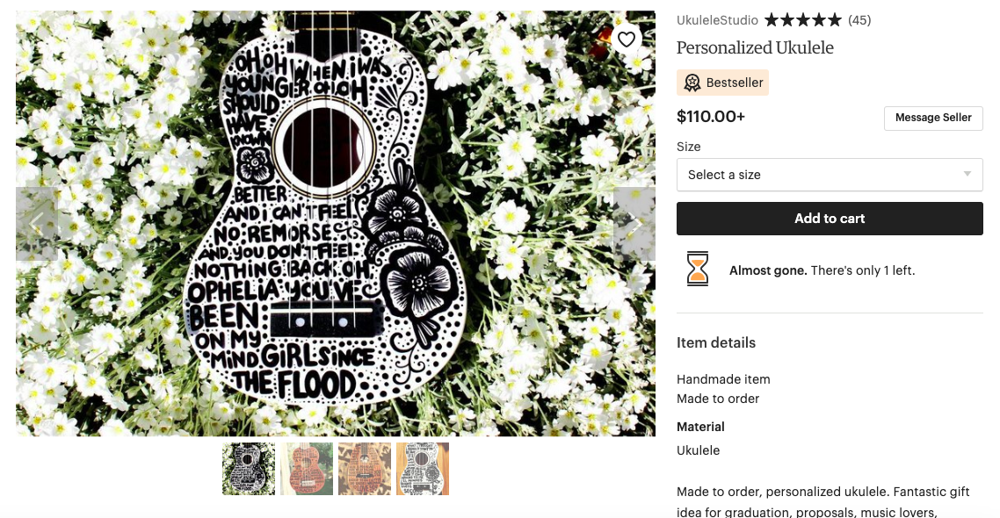 OH OH WHEN I WAS
YOUNGER OH OH
SHOULD
HAVE
KNOWN
BETTER
AND I CAN'T FEEL
NO REMORSE
AND YOU DON'T FEEL
NOTHING BACK OH
OPHELIA YOU'VE
BEEN
ON MY
MIND GIRL SINCE
THE FLOOD
UkuleleStudio ★★★★★ (45)
Personalized Ukulele
Bestseller
$110.00+
Message Seller
Size
Select a size
Add to cart
Almost gone. There's only 1 left.
Item details
Handmade item
Made to order
Material
Ukulele
Made to order, personalized ukulele. Fantastic gift
idea for graduation, proposals, music lovers,